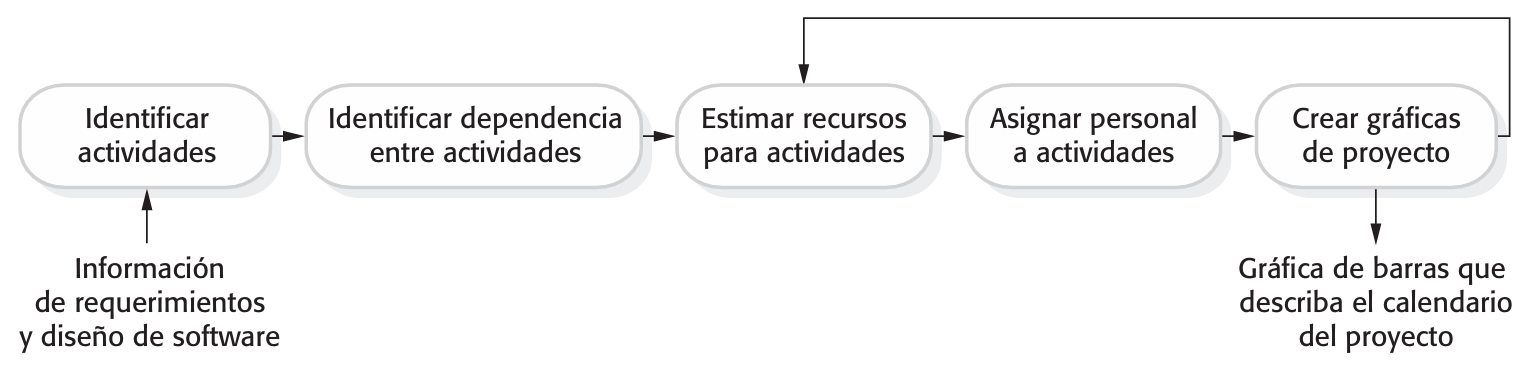 Identificar
actividades
Identificar dependencia
entre actividades
Estimar recursos
para actividades
Asignar personal
a actividades
Crear gráficas
de proyecto
Información
de requerimientos
y diseño de software
Gráfica de barras que
describa el calendario
del proyecto